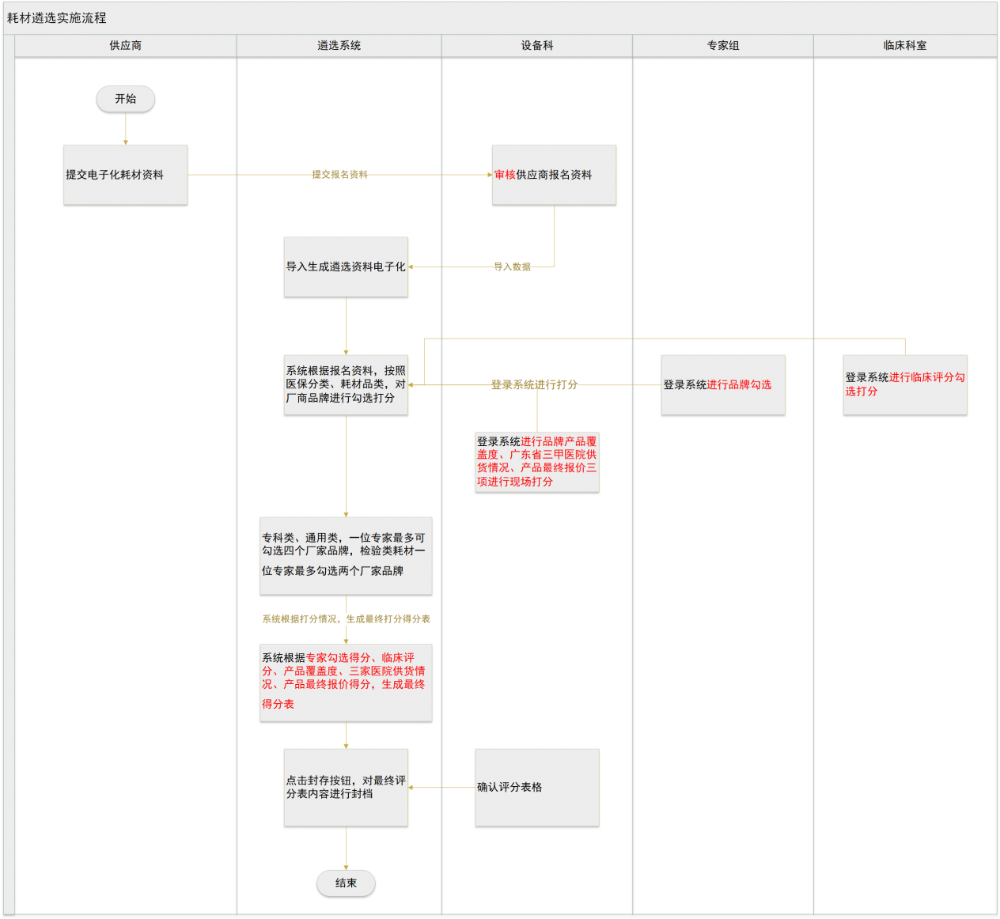 耗材遴选实施流程
供应商
遴选系统
设备科
专家组
临床科室
开始
提交电子化耗材资料
提交报名资料
审核供应商报名资料
导入生成遴选资料电子化
导入数据
系统根据报名资料，按照
医保分类、耗材品类，对
厂商品牌进行勾选打分
登录系统进行打分
登录系统进行品牌勾选
登录系统进行临床评分勾
选打分
登录系统进行品牌产品覆
盖度、广东省三甲医院供
货情况、产品最终报价三
项进行现场打分
专科类、通用类，一位专家最多可
勾选四个厂家品牌，检验类耗材一
位专家最多勾选两个厂家品牌
系统根据打分情况，生成最终打分得分表
系统根据专家勾选得分、临床评
分、产品覆盖度、三家医院供货情
况、产品最终报价得分，生成最终
得分表
点击封存按钮，对最终评
分表内容进行封档
确认评分表格
结束